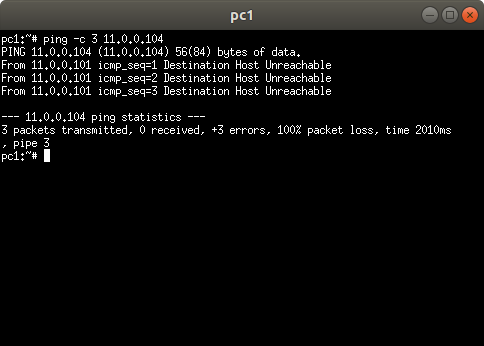 pc1
pc1:~# ping -c 3 11.0.0.104
PING 11.0.0.104 (11.0.0.104) 56(84) bytes of data.
From 11.0.0.101 icmp_seq=1 Destination Host Unreachable
From 11.0.0.101 icmp_seq=2 Destination Host Unreachable
From 11.0.0.101 icmp_seq=3 Destination Host Unreachable
--- 11.0.0.104 ping statistics ---
3 packets transmitted, 0 received, +3 errors, 100% packet loss, time 2010ms
, pipe 3
pc1:~#